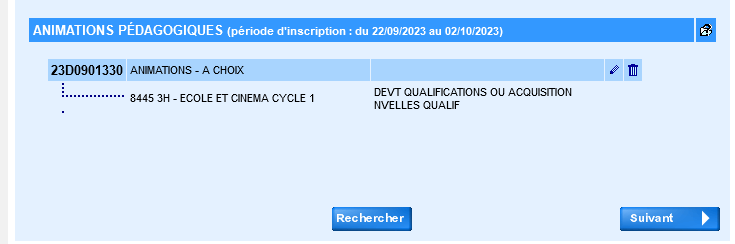 ANIMATIONS PÉDAGOGIQUES (période d'inscription : du 22/09/2023 au 02/10/2023)
23D0901330 ANIMATIONS - A CHOIX
8445 3H - ECOLE ET CINEMA CYCLE 1 DEVT QUALIFICATIONS OU ACQUISITION
NVELLES QUALIF
Rechercher Suivant